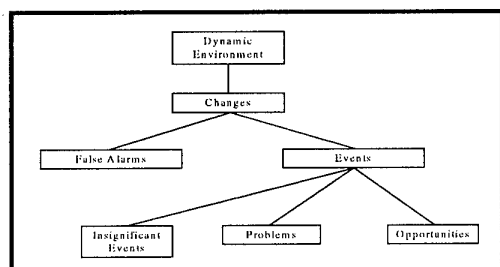 Dynamic
Environment
Changes
False Alarms
Events
Insignificant
Events
Problems
Opportunities